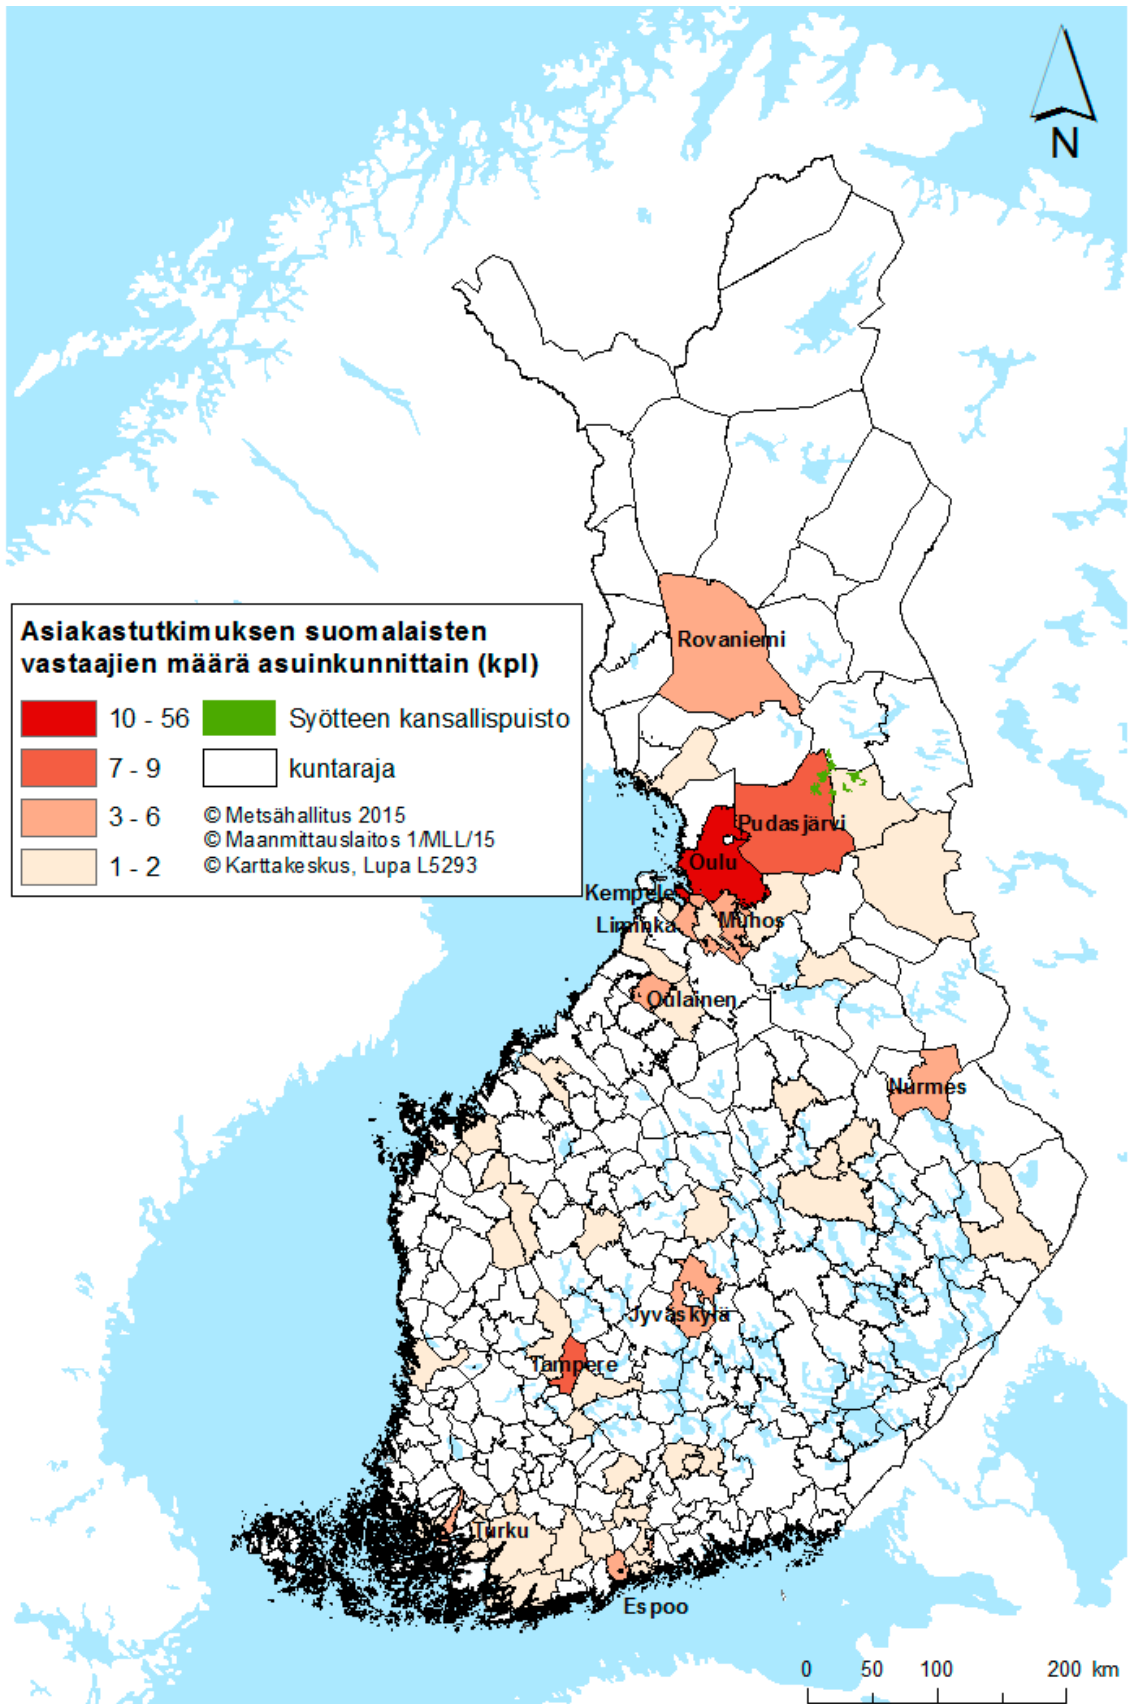 N
Asiakastutkimuksen suomalaisten
vastaajien määrä asuinkunnittain (kpl)
10 - 56
Syötteen kansallispuisto
7 - 9
kuntaraja
3 - 6
© Metsähallitus 2015
© Maanmittauslaitos 1/MLL/15
1 - 2
© Karttakeskus, Lupa L5293
Rovaniemi
Pudasjärvi
Oulu
Kempele
Liminka
Muhos
Oulainen
Nurmes
Jyväskylä
Tampere
Turku
Espoo
0 50 100 200 km